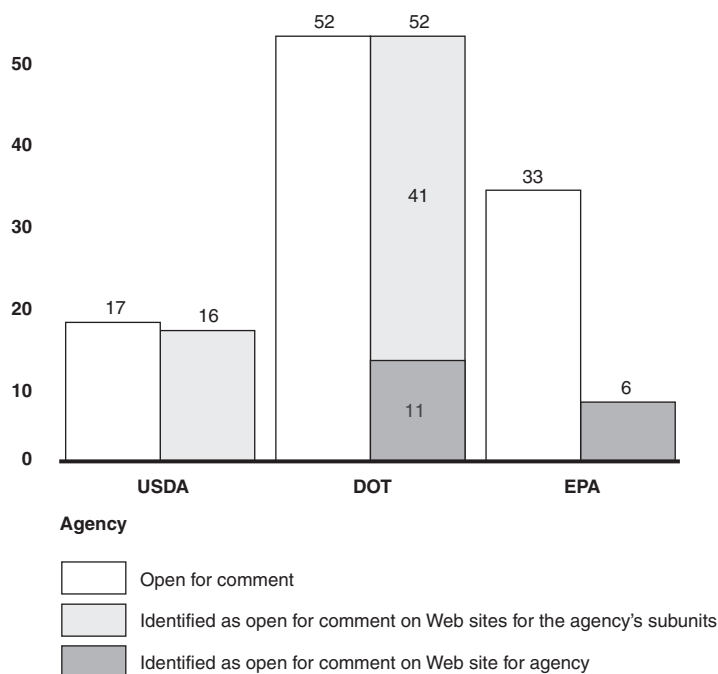 52 52
50
40
41
33
30
20
17 16
10
11
6
0
USDA DOT EPA
Agency
Open for comment
Identified as open for comment on Web sites for the agency's subunits
Identified as open for comment on Web site for agency